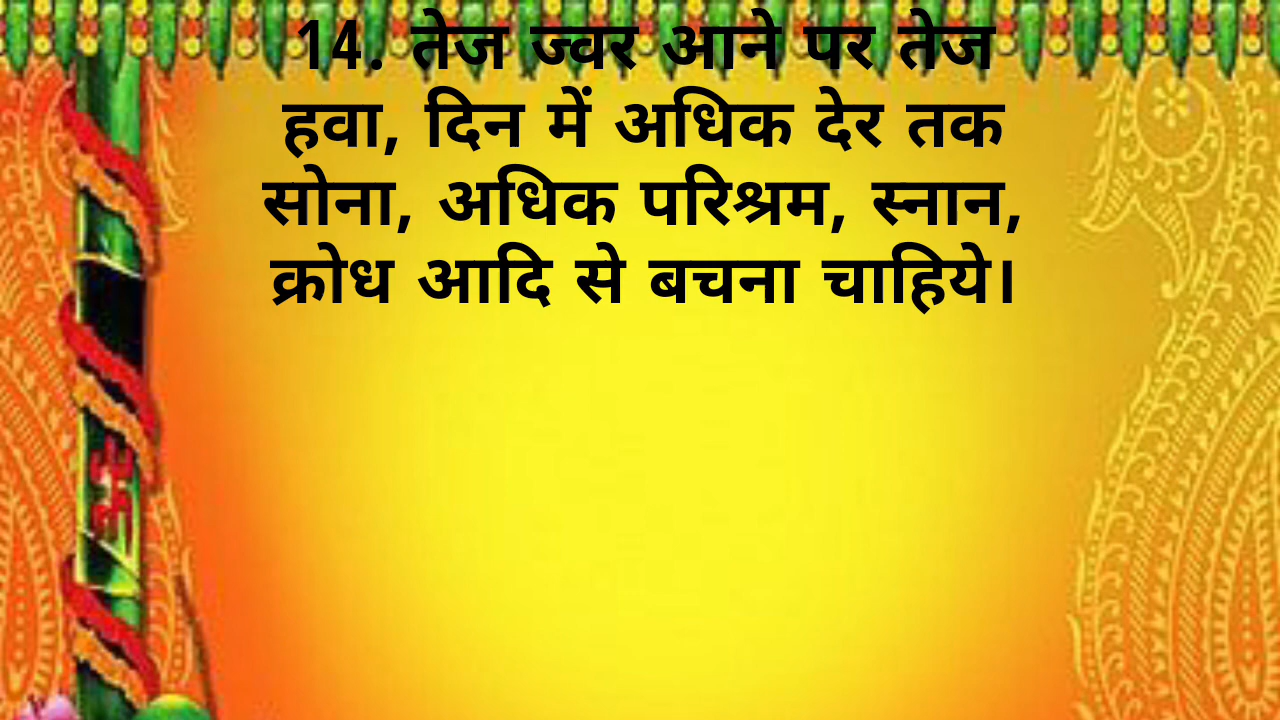 14. तेज ज्वर आने पर तेज
हवा, दिन में अधिक देर तक
सोना, अधिक परिश्रम, स्नान,
क्रोध आदि से बचना चाहिये।